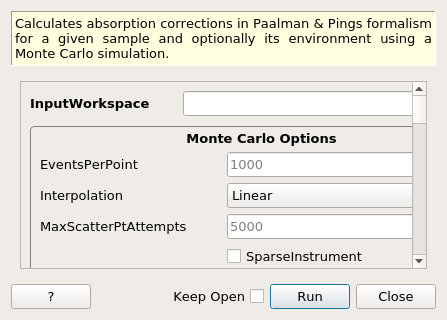 Calculates absorption corrections in Paalman & Pings formalism
for a given sample and optionally its environment using a
Monte Carlo simulation.
InputWorkspace
Monte Carlo Options
EventsPerPoint 1000
Interpolation Linear
MaxScatterPtAttempts 5000
SparseInstrument
? Keep Open Run Close